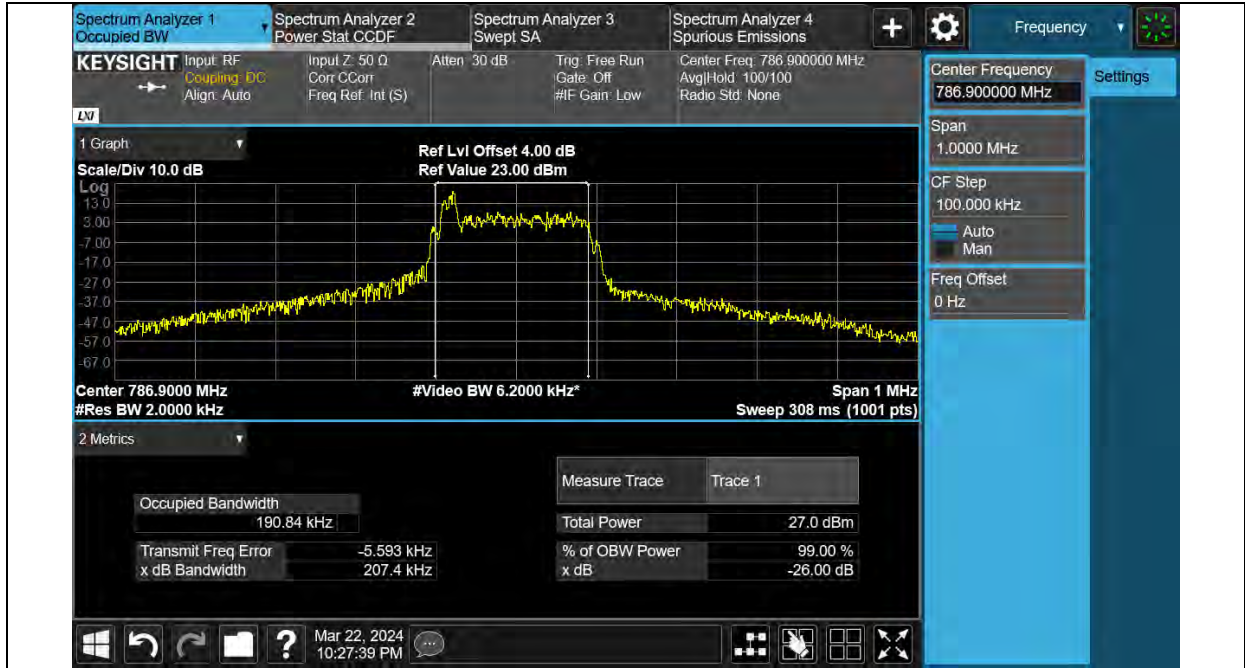 Spectrum Analyzer 1
Occupied BW
Spectrum Analyzer 2
Power Stat CCDF
Spectrum Analyzer 3
Swept SA
Spectrum Analyzer 4
Spurious Emissions
Frequency
KEYSIGHT
LXI
Input: RF
Coupling: DC
Align: Auto
Input Z: 50 Ω
Corr CCorr
Freq Ref: Int (S)
Atten: 30 dB
Trig: Free Run
Gate: Off
#IF Gain: Low
Center Freq: 786.900000 MHz
Avg|Hold: 100/100
Radio Std: None
Center Frequency
786.900000 MHz
Settings
Span
1.0000 MHz
CF Step
100.000 kHz
Auto
Man
Freq Offset
0 Hz
1 Graph
Scale/Div 10.0 dB
Ref Lvl Offset 4.00 dB
Ref Value 23.00 dBm
Log
13.0
3.00
-7.00
-17.0
-27.0
-37.0
-47.0
-57.0
-67.0
Center 786.9000 MHz
#Video BW 6.2000 kHz*
Span 1 MHz
#Res BW 2.0000 kHz
Sweep 308 ms (1001 pts)
2 Metrics
Measure Trace
Trace 1
Occupied Bandwidth
190.84 kHz
Total Power
27.0 dBm
Transmit Freq Error
-5.593 kHz
% of OBW Power
99.00 %
x dB Bandwidth
207.4 kHz
x dB
-26.00 dB
?
Mar 22, 2024
10:27:39 PM